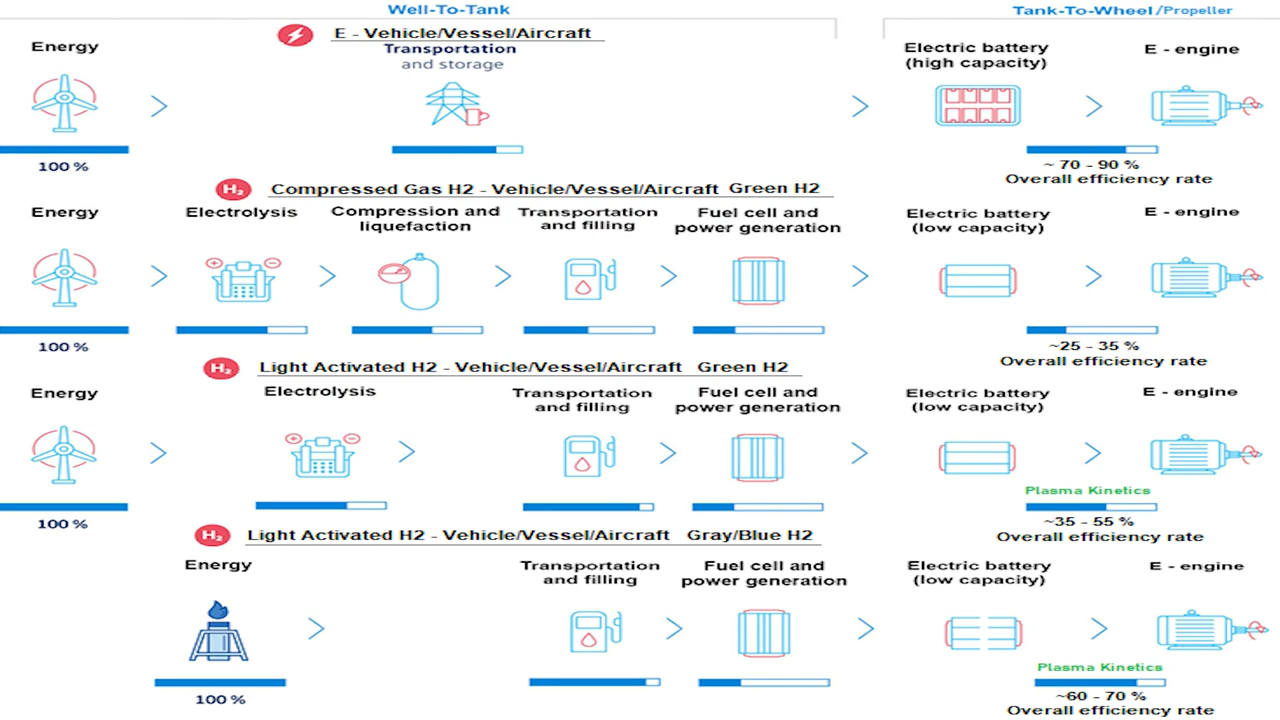 Well-To-Tank
Tank-To-Wheel/Propeller
E - Vehicle/Vessel/Aircraft
Energy
Transportation
and storage
Electric battery
(high capacity)
E - engine
100 %
~ 70 - 90 %
Overall efficiency rate
H₂ Compressed Gas H2 - Vehicle/Vessel/Aircraft Green H2
Energy
Electrolysis
Compression and
liquefaction
Transportation
and filling
Fuel cell and
power generation
Electric battery
(low capacity)
E - engine
100 %
~25 - 35 %
Overall efficiency rate
H₂ Light Activated H2 - Vehicle/Vessel/Aircraft Green H2
Energy
Electrolysis
Transportation
and filling
Fuel cell and
power generation
Electric battery
(low capacity)
E - engine
Plasma Kinetics
100 %
~35 - 55 %
Overall efficiency rate
H₂ Light Activated H2 - Vehicle/Vessel/Aircraft Gray/Blue H2
Energy
Transportation
and filling
Fuel cell and
power generation
Electric battery
(low capacity)
E - engine
Plasma Kinetics
100 %
~60 - 70 %
Overall efficiency rate